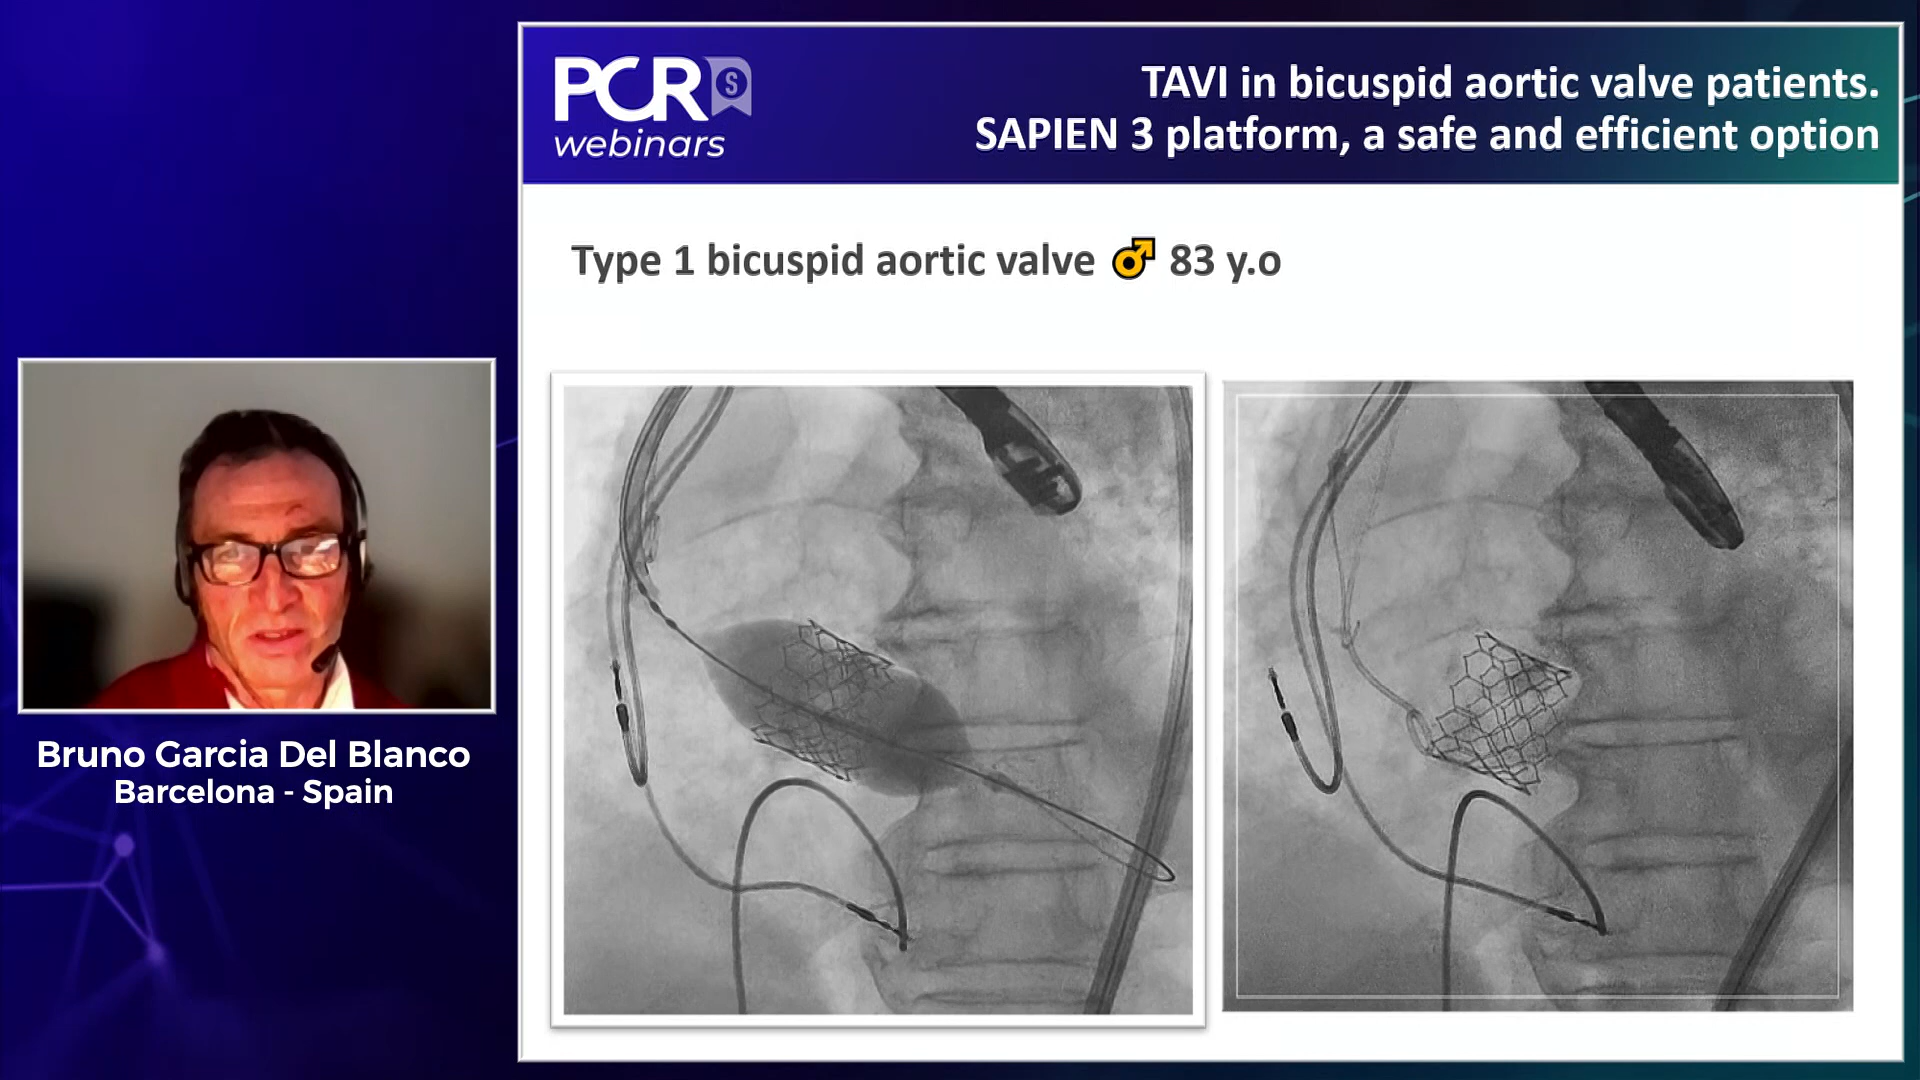 PCR S
webinars
TAVI in bicuspid aortic valve patients.
SAPIEN 3 platform, a safe and efficient option
Type 1 bicuspid aortic valve ♂ 83 y.o
Bruno Garcia Del Blanco
Barcelona - Spain